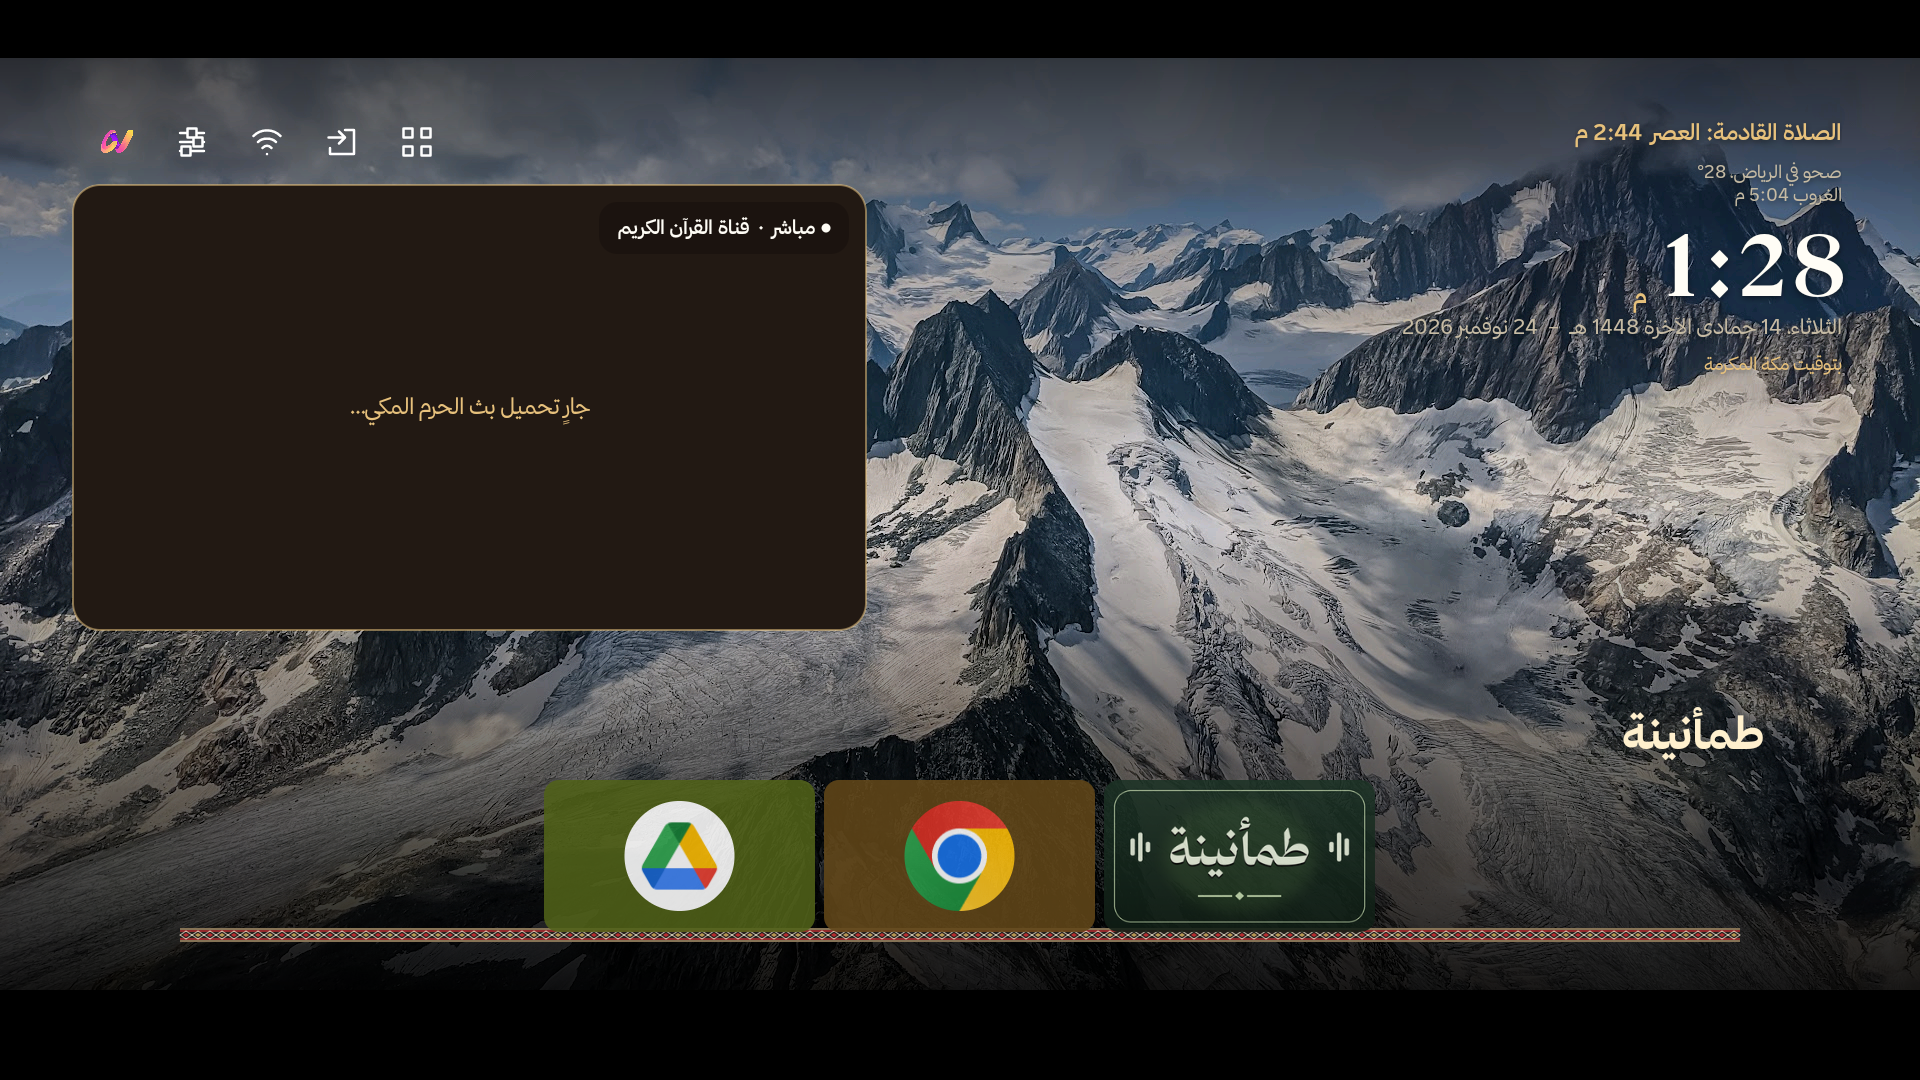 الصلاة القادمة: العصر 2:44 م
صحو في الرياض، 28°
الغروب 5:04 م
1:28 م
الثلاثاء، 14 جمادى الآخرة 1448 هـ - 24 نوفمبر 2026
بتوقيت مكة المكرمة
مباشر · قناة القرآن الكريم
جارٍ تحميل بث الحرم المكي...
طمأنينة
طمأنينة